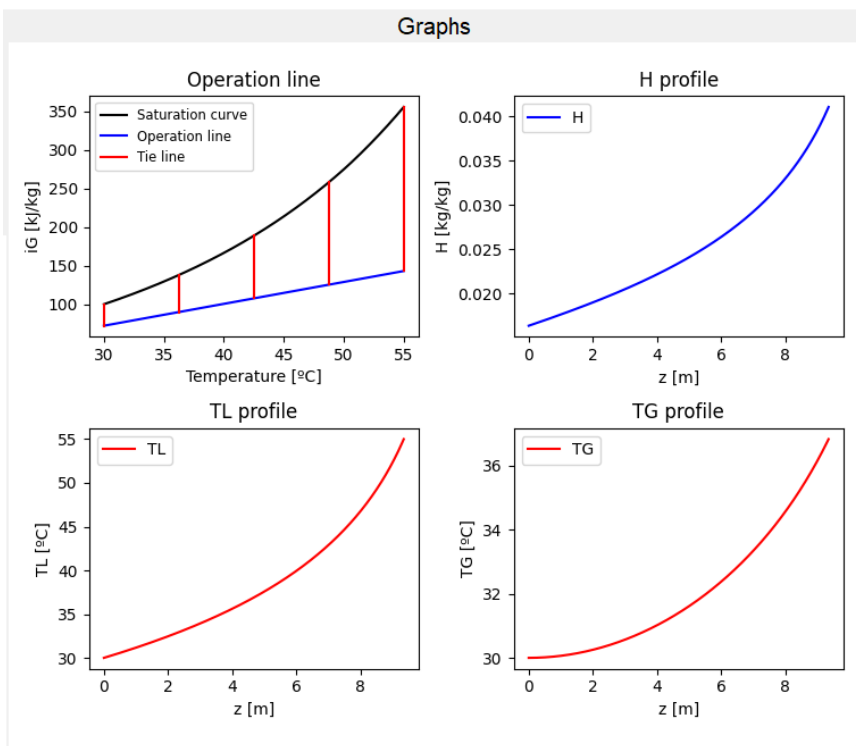 Graphs
Operation line
350
300
250
200
150
100
iG [kJ/kg]
Saturation curve
Operation line
Tie line
30 35 40 45 50 55
Temperature [ºC]
H profile
0.040
0.035
0.030
0.025
0.020
H [kg/kg]
H
0 2 4 6 8
z [m]
TL profile
55
50
45
40
35
30
TL [ºC]
TL
0 2 4 6 8
z [m]
TG profile
36
34
32
30
TG [ºC]
TG
0 2 4 6 8
z [m]